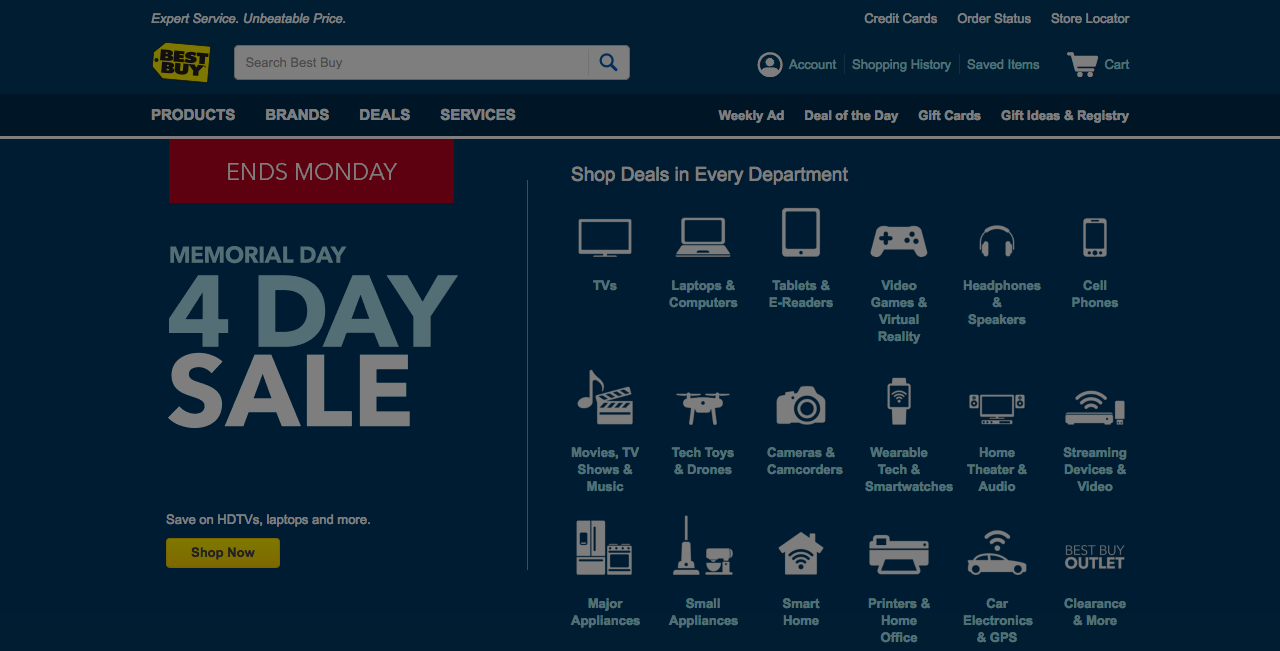 Expert Service. Unbeatable Price.
Credit Cards
Order Status
Store Locator
BEST
BUY
Search Best Buy
Account
Shopping History
Saved Items
Cart
PRODUCTS
BRANDS
DEALS
SERVICES
Weekly Ad
Deal of the Day
Gift Cards
Gift Ideas & Registry
ENDS MONDAY
MEMORIAL DAY
4 DAY
SALE
Save on HDTVs, laptops and more.
Shop Now
Shop Deals in Every Department
TVs
Laptops &
Computers
Tablets &
E-Readers
Video
Games &
Virtual
Reality
Headphones
&
Speakers
Cell
Phones
Movies, TV
Shows &
Music
Tech Toys
& Drones
Cameras &
Camcorders
Wearable
Tech &
Smartwatches
Home
Theater &
Audio
Streaming
Devices &
Video
Major
Appliances
Small
Appliances
Smart
Home
Printers &
Home
Office
Car
Electronics
& GPS
BEST BUY
OUTLET
Clearance
& More